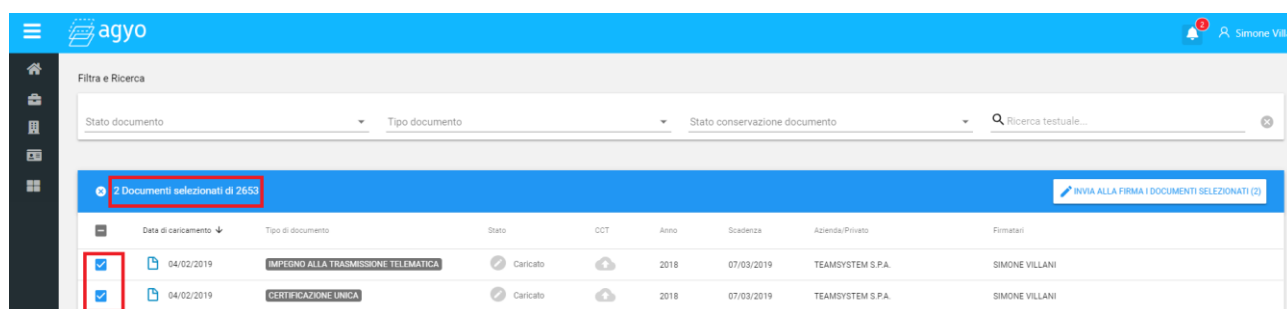 agyo
2
Simone Vill
Filtra e Ricerca
Stato documento
Tipo documento
Stato conservazione documento
Ricerca testuale...
2 Documenti selezionati di 2653
INVIA ALLA FIRMA I DOCUMENTI SELEZIONATI (2)
Data di caricamento Tipo di documento Stato CCT Anno Scadenza Azienda/Privato Firmatari
04/02/2019 IMPEGNO ALLA TRASMISSIONE TELEMATICA Caricato 2018 07/03/2019 TEAMSYSTEM S.P.A. SIMONE VILLANI
04/02/2019 CERTIFICAZIONE UNICA Caricato 2018 07/03/2019 TEAMSYSTEM S.P.A. SIMONE VILLANI